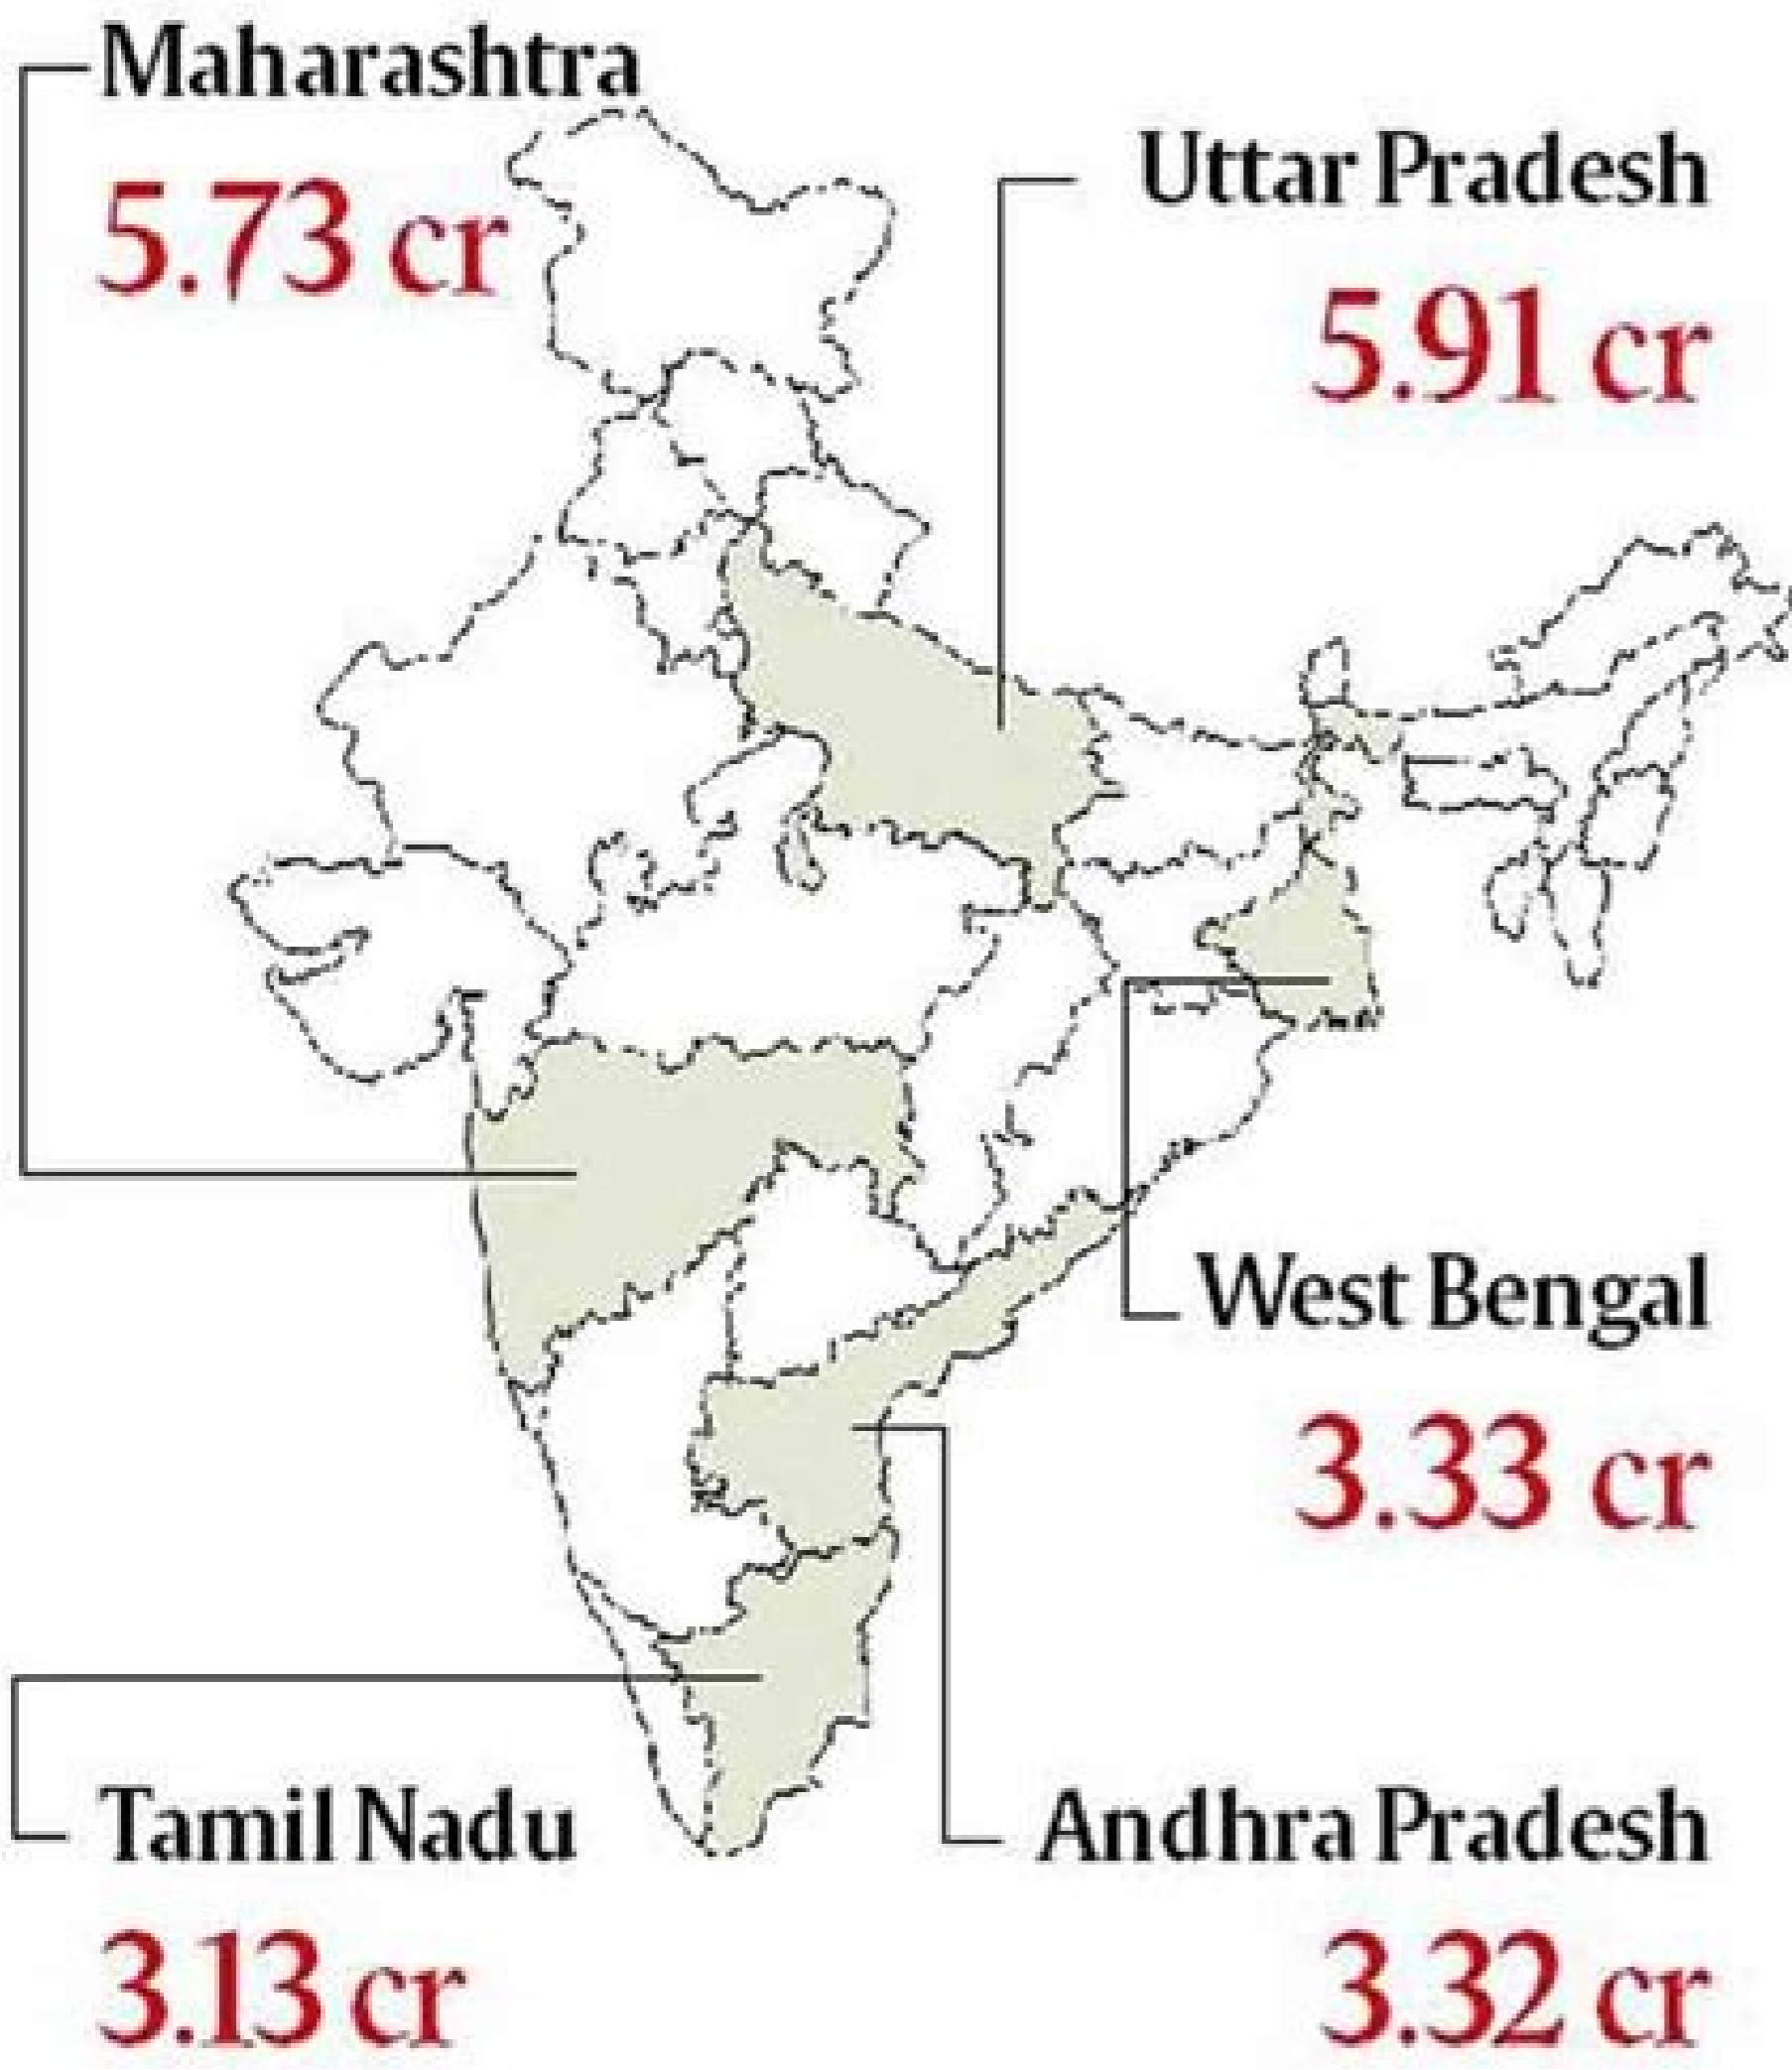 Maharashtra
5.73 cr
Uttar Pradesh
5.91 cr
West Bengal
3.33 cr
Tamil Nadu
3.13 cr
Andhra Pradesh
3.32 cr